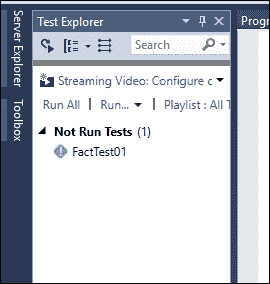 Server Explorer
Toolbox
Test Explorer
Progr
Search
Streaming Video: Configure c
Run All | Run... | Playlist : All T
Not Run Tests (1)
FactTest01